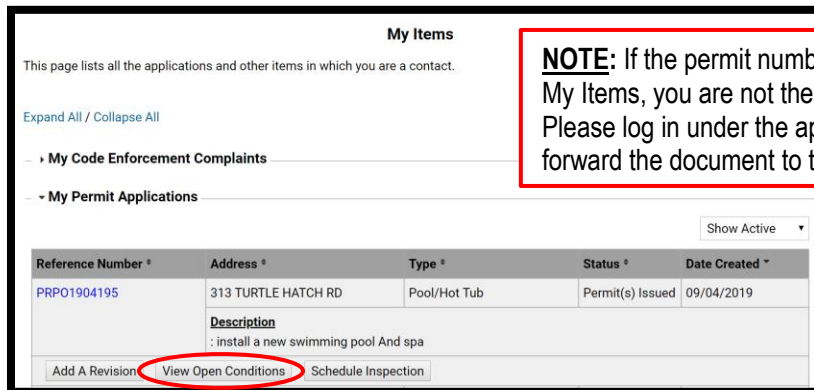 My Items
This page lists all the applications and other items in which you are a contact.
NOTE: If the permit numb
My Items, you are not the
Please log in under the ap
forward the document to t
Expand All / Collapse All
My Code Enforcement Complaints
My Permit Applications
Show Active
Reference Number Address Type Status Date Created
PRPO1904195 313 TURTLE HATCH RD Pool/Hot Tub Permit(s) Issued 09/04/2019
Description
: install a new swimming pool And spa
Add A Revision View Open Conditions Schedule Inspection